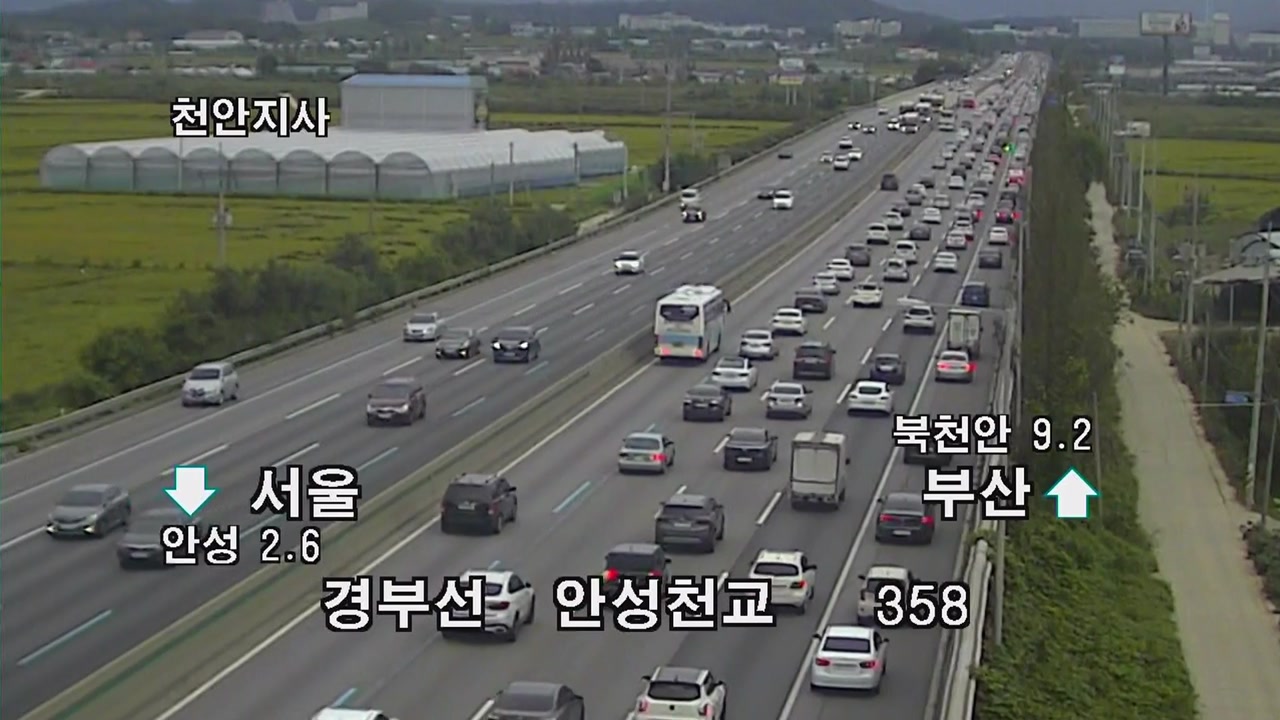 천안지사
북천안 9.2
부산
서울
안성 2.6
경부선 안성천교 358